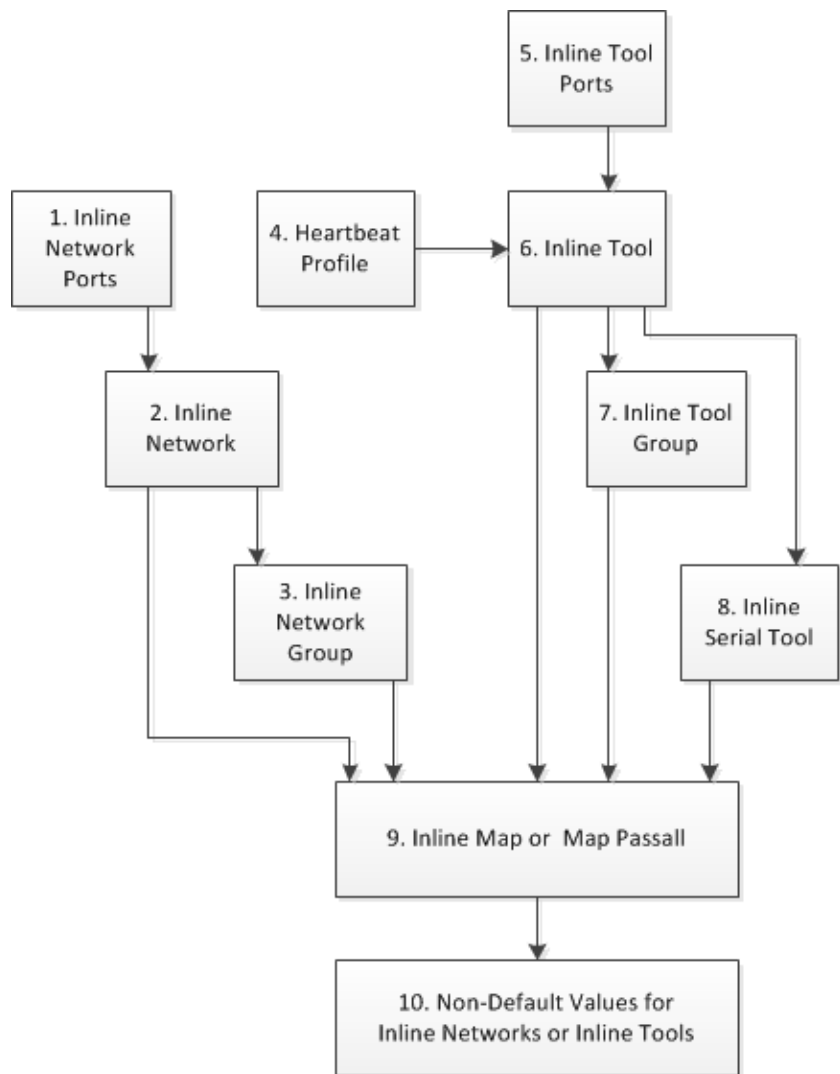 5. Inline Tool
Ports
1. Inline
Network
Ports
4. Heartbeat
Profile
6. Inline Tool
2. Inline
Network
7. Inline Tool
Group
3. Inline
Network
Group
8. Inline
Serial Tool
9. Inline Map or  Map Passall
10. Non-Default Values for
Inline Networks or Inline Tools